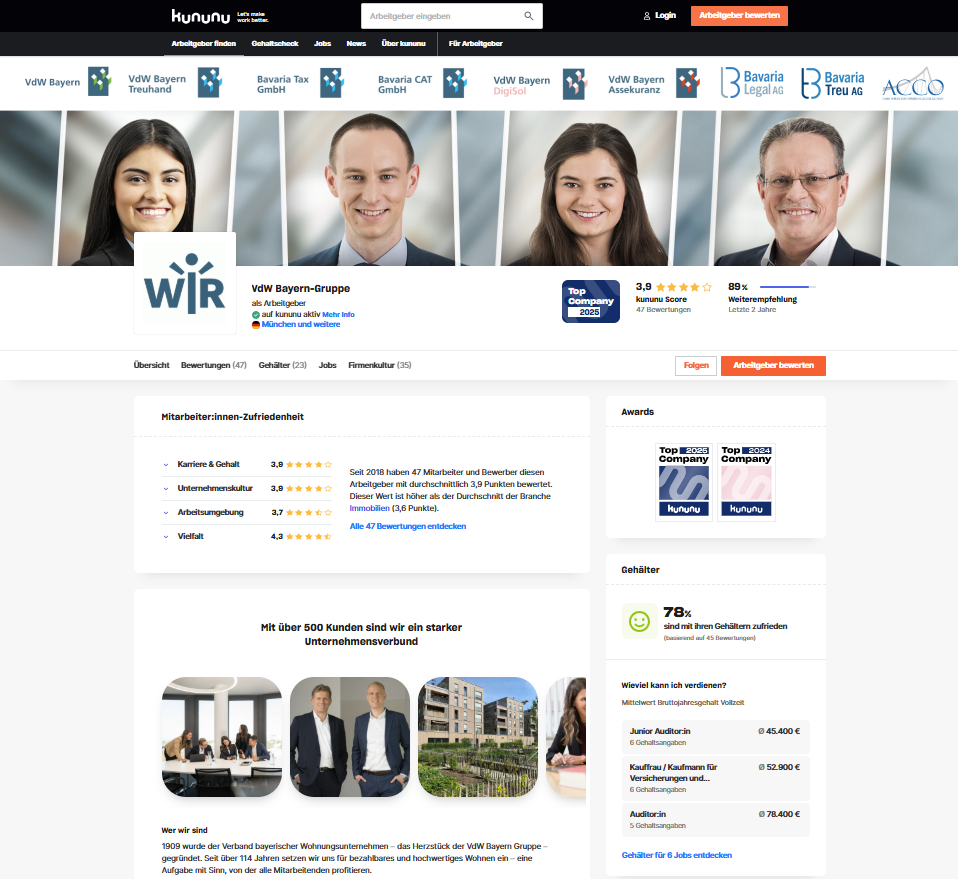 kununu
Let's make
work better.
Arbeitgeber eingeben
Login
Arbeitgeber bewerten
Arbeitgeber finden
Gehaltscheck
Jobs
News
Über kununu
Für Arbeitgeber
VdW Bayern
VdW Bayern
Treuhand
Bavaria Tax
GmbH
Bavaria CAT
GmbH
VdW Bayern
DigiSol
VdW Bayern
Assekuranz
Bavaria
Legal AG
Bavaria
Treu AG
ACCO
WIR
VdW Bayern-Gruppe
als Arbeitgeber
auf kununu aktiv Mehr Info
München und weitere
Top
Company
2025
3,9
kununu Score
47 Bewertungen
89%
Weiterempfehlung
Letzte 2 Jahre
Übersicht
Bewertungen (47)
Gehälter (23)
Jobs
Firmenkultur (35)
Folgen
Arbeitgeber bewerten
Mitarbeiter:innen-Zufriedenheit
Karriere & Gehalt 3,9
Unternehmenskultur 3,9
Arbeitsumgebung 3,7
Vielfalt 4,3
Seit 2018 haben 47 Mitarbeiter und Bewerber diesen
Arbeitgeber mit durchschnittlich 3,9 Punkten bewertet.
Dieser Wert ist höher als der Durchschnitt der Branche
Immobilien (3,6 Punkte).
Alle 47 Bewertungen entdecken
Mit über 500 Kunden sind wir ein starker
Unternehmensverbund
Wer wir sind
1909 wurde der Verband bayerischer Wohnungsunternehmen – das Herzstück der VdW Bayern Gruppe –
gegründet. Seit über 114 Jahren setzen wir uns für bezahlbares und hochwertiges Wohnen ein – eine
Aufgabe mit Sinn, von der alle Mitarbeitenden profitieren.
Awards
Top 2025
Company
kununu
Top 2024
Company
kununu
Gehälter
78%
sind mit ihren Gehältern zufrieden
(basierend auf 45 Bewertungen)
Wieviel kann ich verdienen?
Mittelwert Bruttojahresgehalt Vollzeit
Junior Auditor:in Ø 45.400 €
6 Gehaltsangaben
Kauffrau / Kaufmann für Ø 52.900 €
Versicherungen und...
6 Gehaltsangaben
Auditor:in Ø 78.400 €
5 Gehaltsangaben
Gehälter für 6 Jobs entdecken